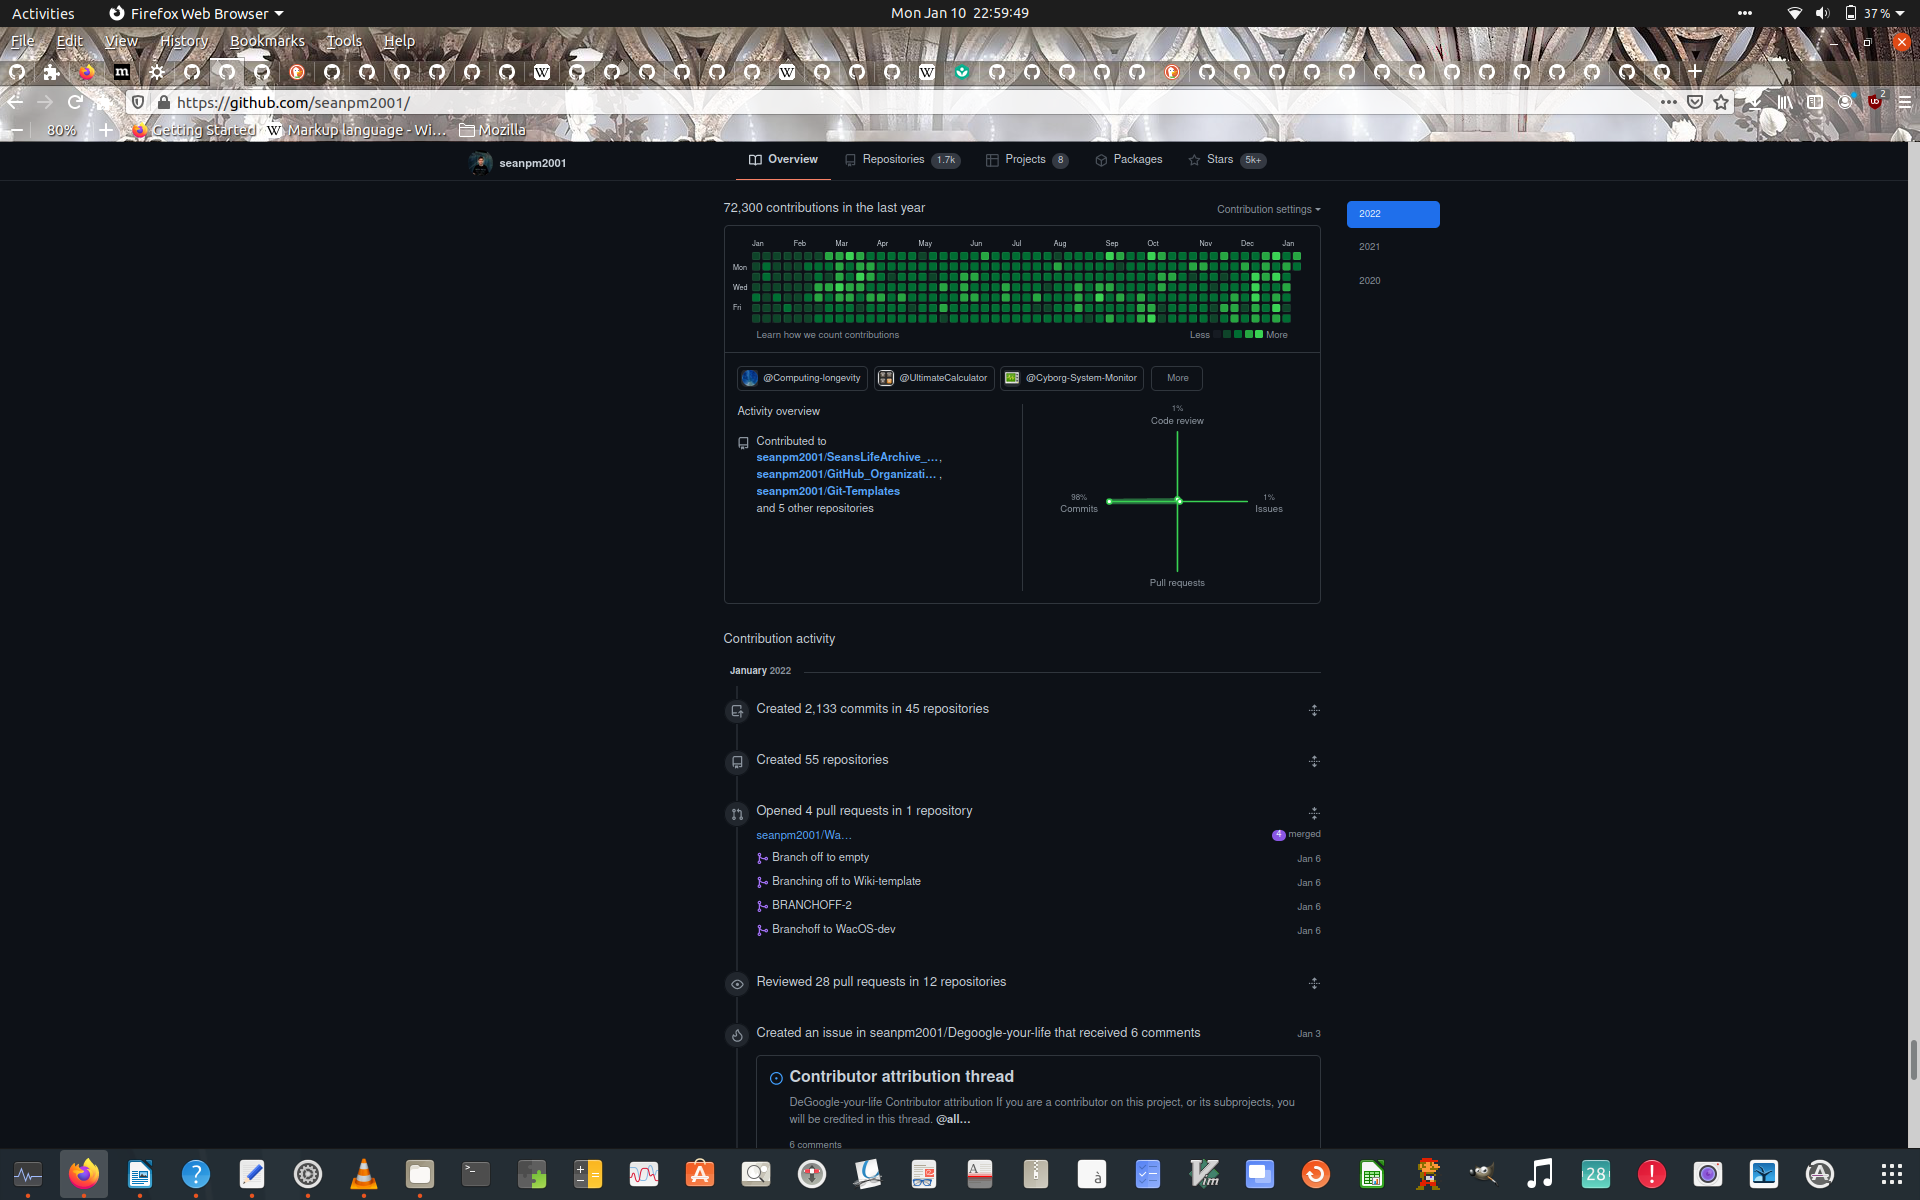 Activities
Firefox Web Browser
Mon Jan 10 22:59:49
37 %
File Edit View History Bookmarks Tools Help
https://github.com/seanpm2001/
2
80%
Getting Started
Markup language - Wi...
Mozilla
seanpm2001
Overview
Repositories 1.7k
Projects 8
Packages
Stars 5k+
72,300 contributions in the last year
Contribution settings
2022
2021
2020
Jan Feb Mar Apr May Jun Jul Aug Sep Oct Nov Dec Jan
Mon
Wed
Fri
Learn how we count contributions
Less
More
@Computing-longevity
@UltimateCalculator
@Cyborg-System-Monitor
More
Activity overview
Contributed to
seanpm2001/SeansLifeArchive_... ,
seanpm2001/GitHub_Organizati... ,
seanpm2001/Git-Templates
and 5 other repositories
1%
Code review
98%
Commits
1%
Issues
Pull requests
Contribution activity
January 2022
Created 2,133 commits in 45 repositories
Created 55 repositories
Opened 4 pull requests in 1 repository
seanpm2001/Wa...
4 merged
Branch off to empty
Jan 6
Branching off to Wiki-template
Jan 6
BRANCHOFF-2
Jan 6
Branchoff to WacOS-dev
Jan 6
Reviewed 28 pull requests in 12 repositories
Created an issue in seanpm2001/Degoogle-your-life that received 6 comments
Jan 3
Contributor attribution thread
DeGoogle-your-life Contributor attribution If you are a contributor on this project, or its subprojects, you
will be credited in this thread. @all...
6 comments
28